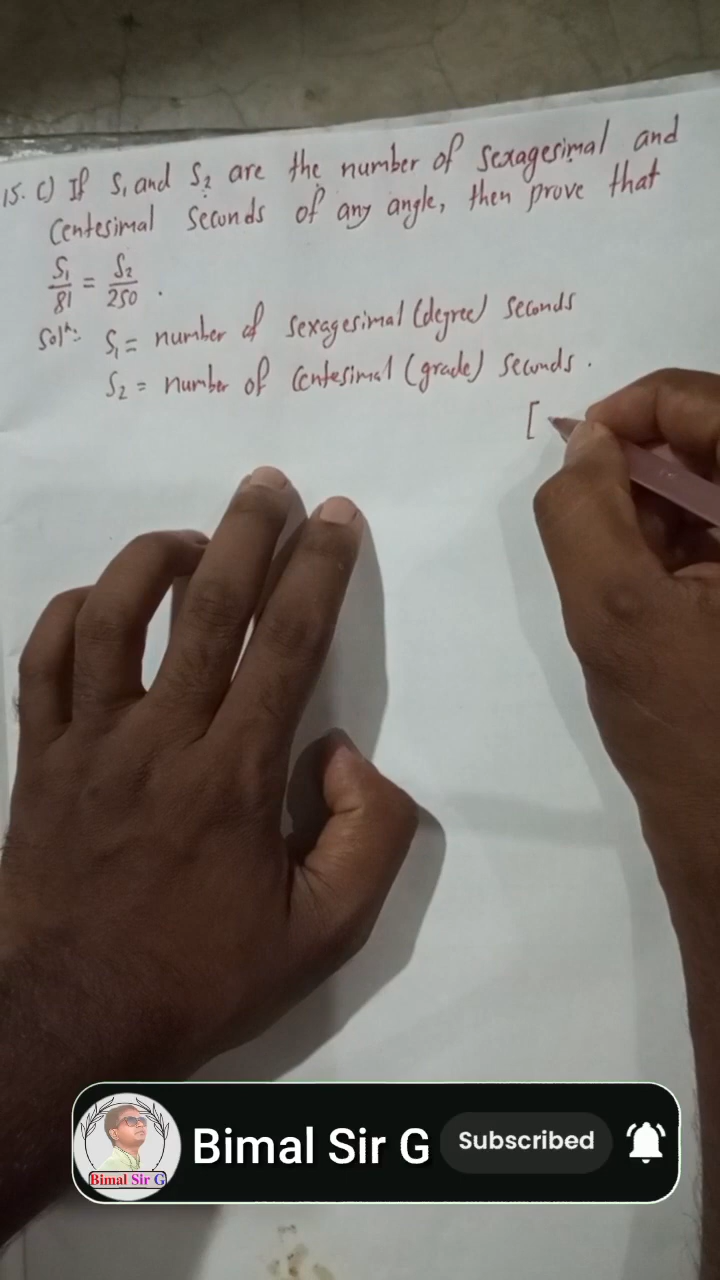 15. c) If S₁ and S₂ are the number of sexagesimal and
Centesimal Seconds of any angle, then prove that
S₁/81 = S₂/250 .
Solⁿ: S₁ = number of sexagesimal (degree) seconds
S₂ = number of Centesimal (grade) seconds.
[
Bimal Sir G
Bimal Sir G
Subscribed